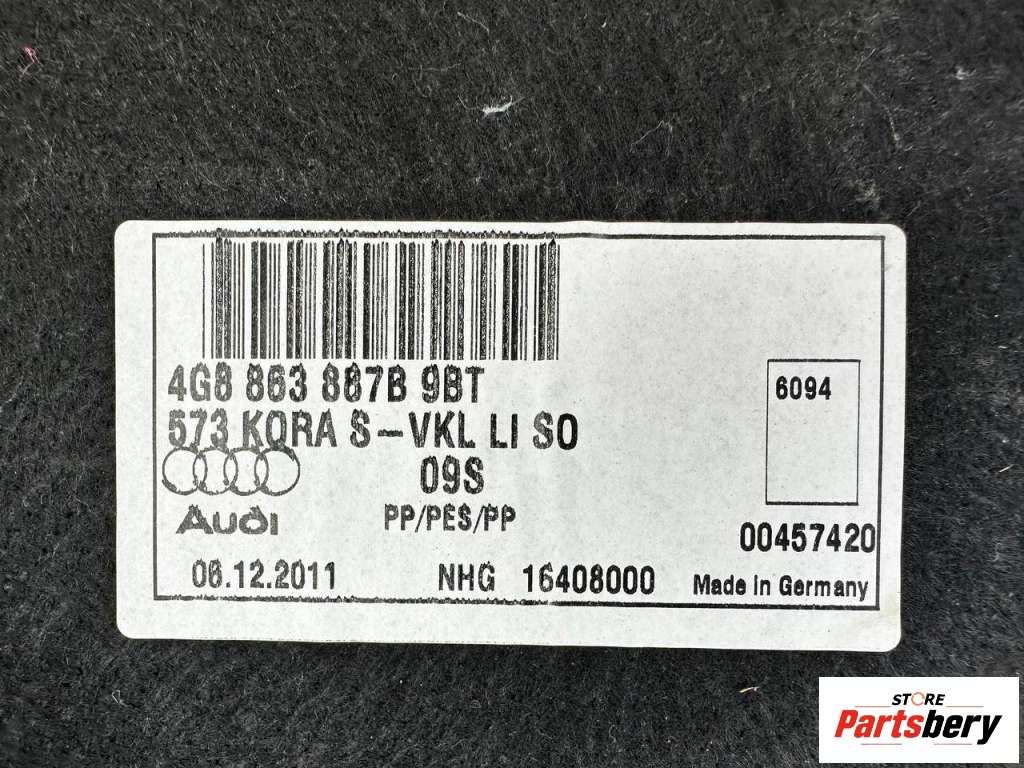 4G8 863 887B 9BT
573 KORA S-VKL LI SO
09S
Audi
PP/PES/PP
6094
00457420
06.12.2011
NHG 16408000
Made in Germany
STORE
Partsbery